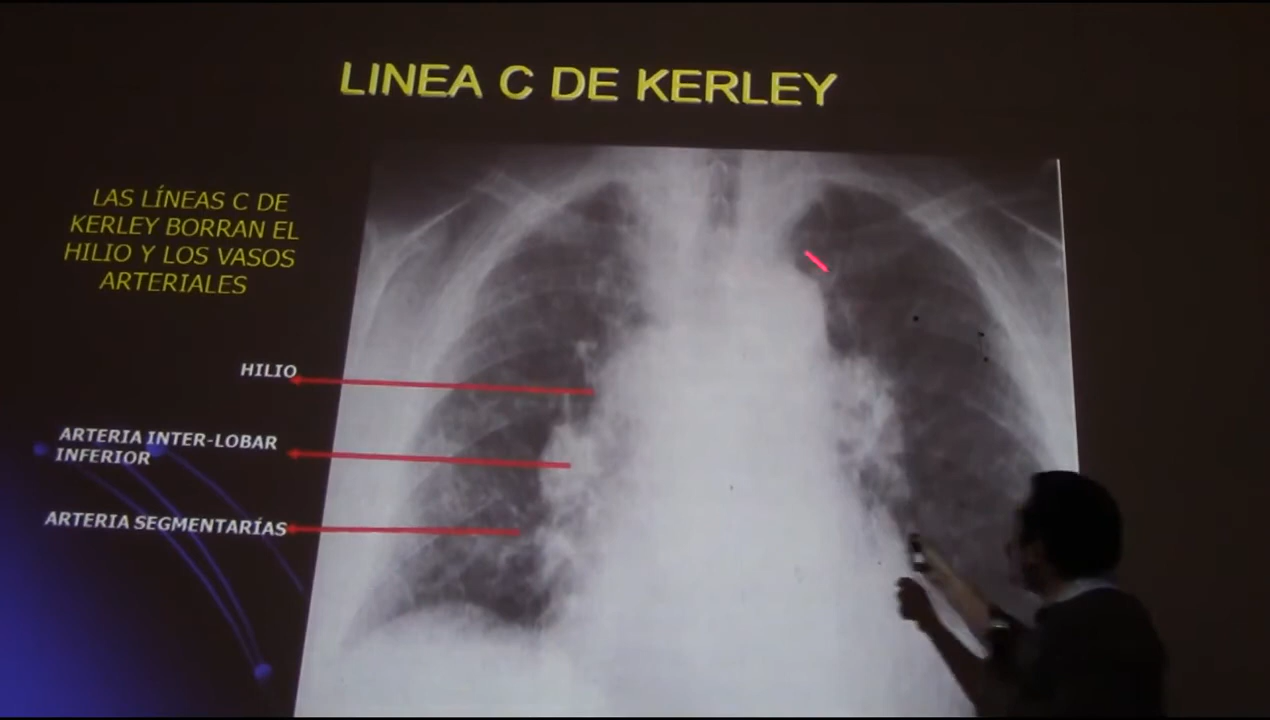 LINEA C DE KERLEY
LAS LÍNEAS C DE
KERLEY BORRAN EL
HILIO Y LOS VASOS
ARTERIALES
HILIO
ARTERIA INTER-LOBAR
INFERIOR
ARTERIA SEGMENTARÍAS